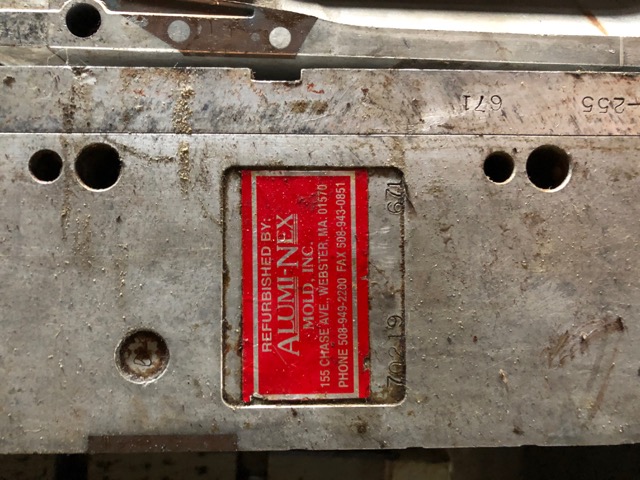 -255
671
REFURBISHED BY:
ALUMI-NEX
MOLD, INC.
155 CHASE AVE., WEBSTER, MA. 01570
PHONE 508-949-2200 FAX 508-943-0851
671